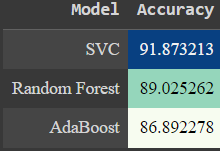 Model Accuracy
SVC 91.873213
Random Forest 89.025262
AdaBoost 86.892278